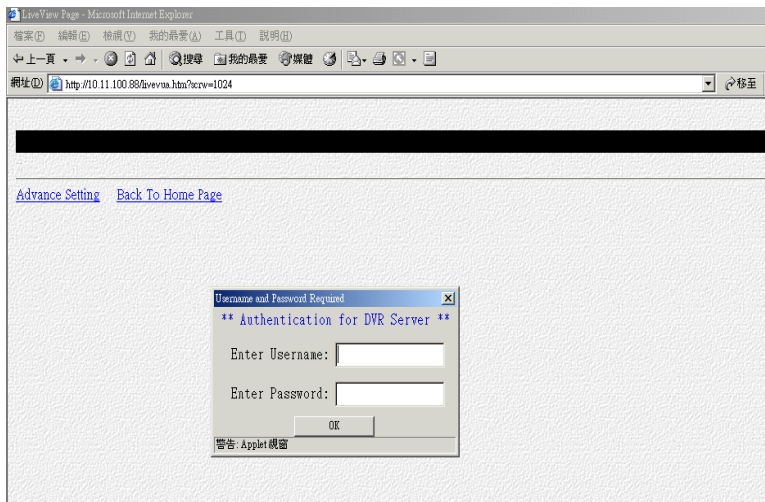 LiveView Page - Microsoft Internet Explorer
檔案(F) 編輯(E) 檢視(V) 我的最愛(A) 工具(T) 說明(H)
上一頁 搜尋 我的最愛 媒體
網址(D) http://10.11.100.88/livevua.htm?scrw=1024 移至
Advance Setting Back To Home Page
Username and Password Required
** Authentication for DVR Server **
Enter Username:
Enter Password:
OK
警告: Applet 視窗